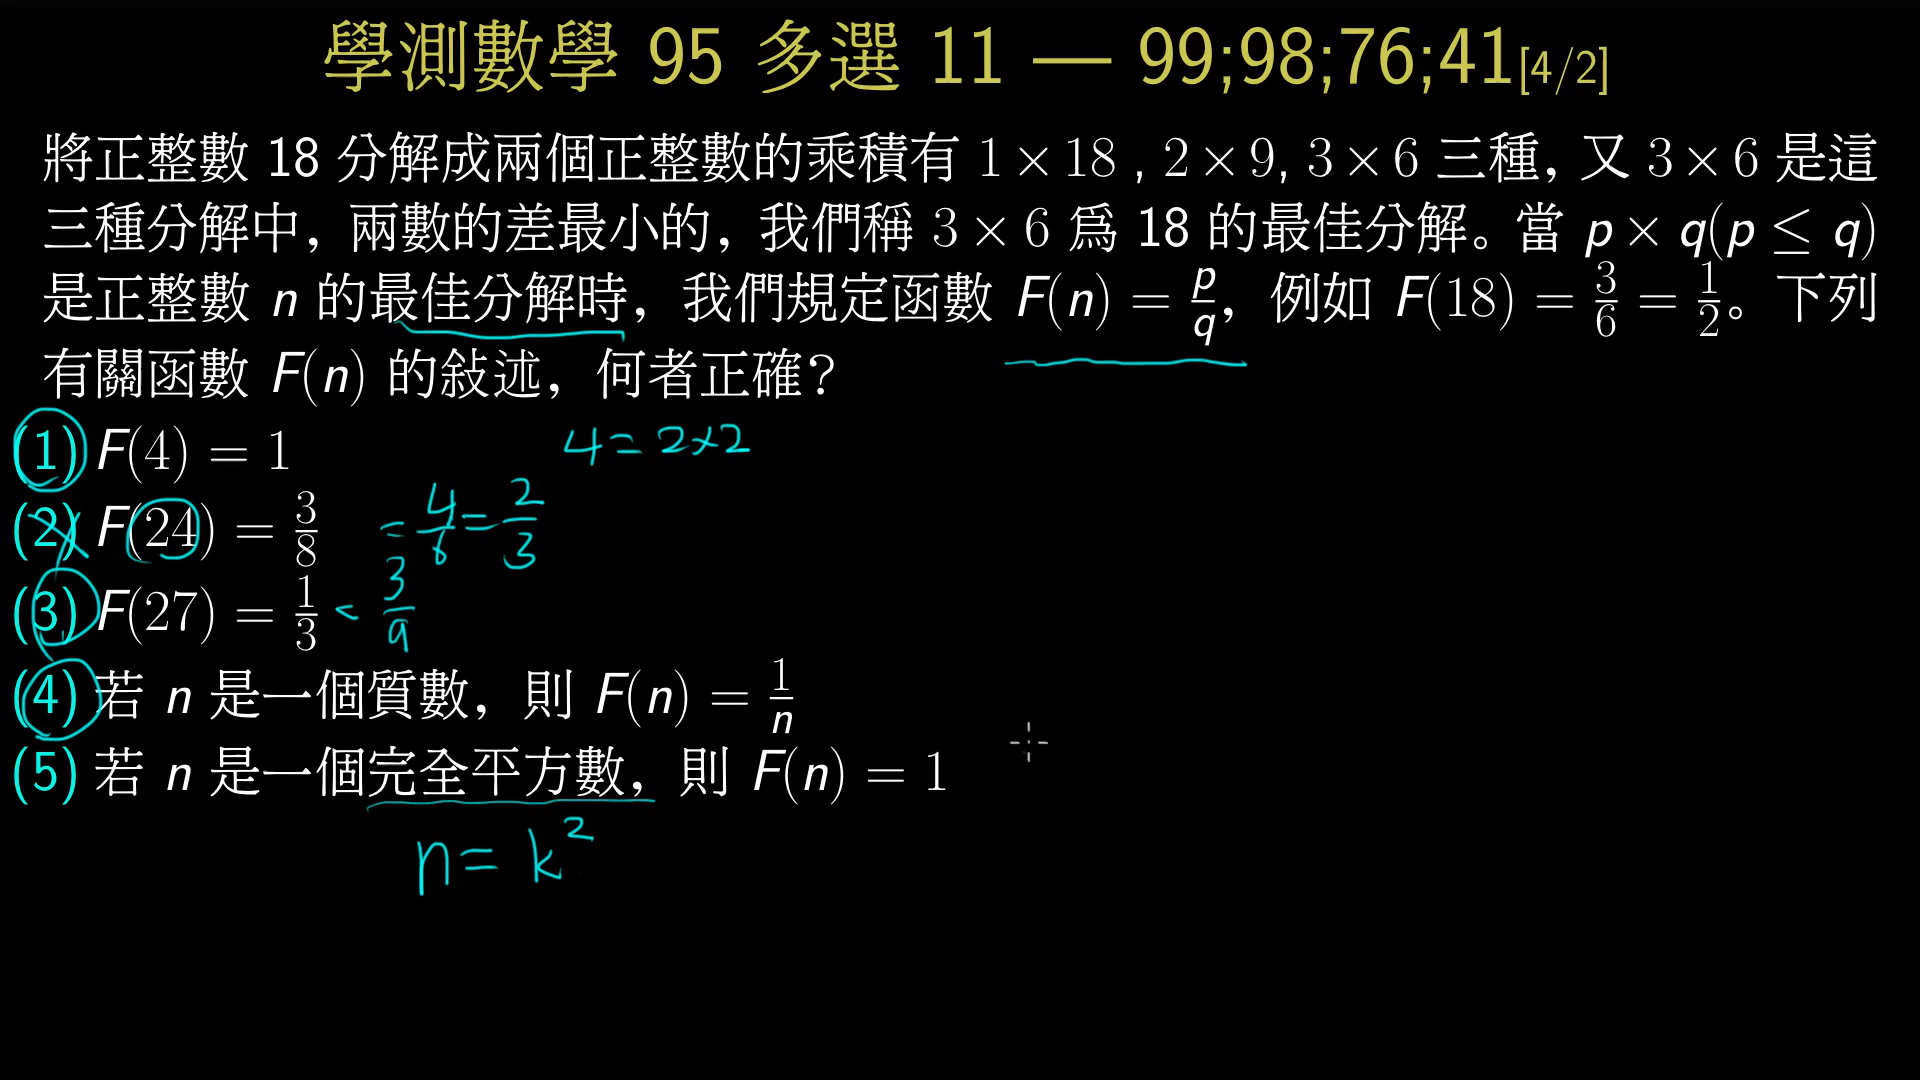 學測數學 95 多選 11 — 99;98;76;41[4/2]
將正整數 18 分解成兩個正整數的乘積有 1 × 18 , 2 × 9, 3 × 6 三種, 又 3 × 6 是這
三種分解中, 兩數的差最小的, 我們稱 3 × 6 為 18 的最佳分解。當 p × q(p ≤ q)
是正整數 n 的最佳分解時, 我們規定函數 F(n) = p/q, 例如 F(18) = 3/6 = 1/2。下列
有關函數 F(n) 的敍述, 何者正確?
(1) F(4) = 1 4 = 2×2
(2) F(24) = 3/8 = 4/6 = 2/3
(3) F(27) = 1/3 = 3/9
(4) 若 n 是一個質數, 則 F(n) = 1/n
(5) 若 n 是一個完全平方數, 則 F(n) = 1
n = k²